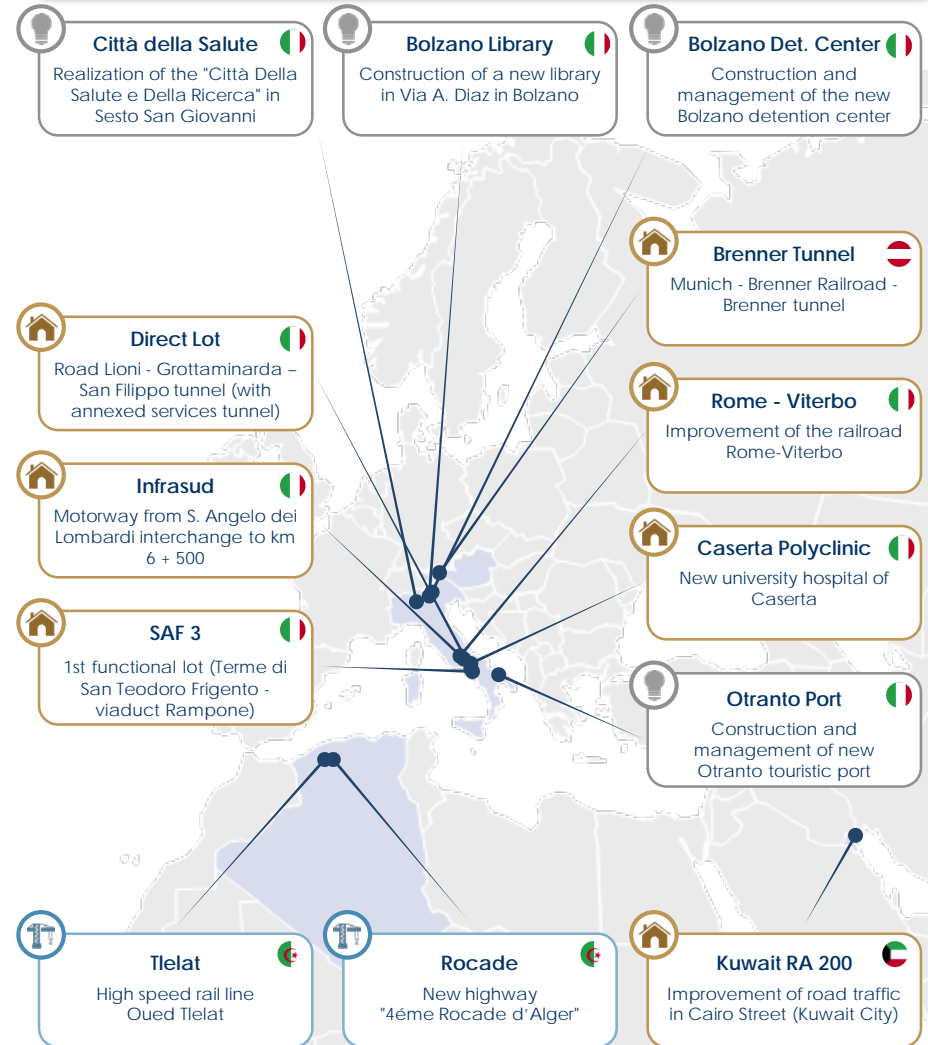 Città della Salute
Realization of the "Città Della
Salute e Della Ricerca" in
Sesto San Giovanni
Bolzano Library
Construction of a new library
in Via A. Diaz in Bolzano
Bolzano Det. Center
Construction and
management of the new
Bolzano detention center
Brenner Tunnel
Munich - Brenner Railroad -
Brenner tunnel
Direct Lot
Road Lioni - Grottaminarda –
San Filippo tunnel (with
annexed services tunnel)
Rome - Viterbo
Improvement of the railroad
Rome-Viterbo
Infrasud
Motorway from S. Angelo dei
Lombardi interchange to km
6 + 500
Caserta Polyclinic
New university hospital of
Caserta
SAF 3
1st functional lot (Terme di
San Teodoro Frigento -
viaduct Rampone)
Otranto Port
Construction and
management of new
Otranto touristic port
Tlelat
High speed rail line
Oued Tlelat
Rocade
New highway
"4éme Rocade d’Alger"
Kuwait RA 200
Improvement of road traffic
in Cairo Street (Kuwait City)